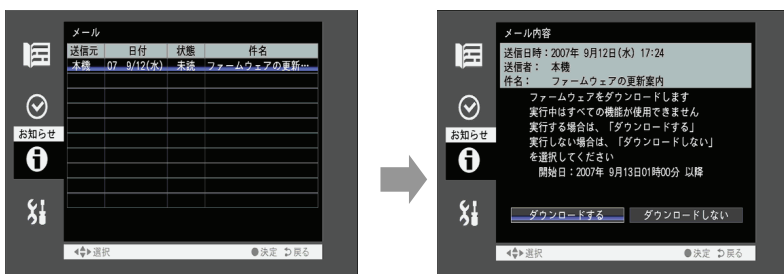 メール
送信元 日付 状態 件名
本機 07 9/12(水) 未読 ファームウェアの更新…
お知らせ
選択 決定 戻る
メール内容
送信日時：2007年 9月12日(水) 17:24
送信者： 本機
件名： ファームウェアの更新案内
ファームウェアをダウンロードします
実行中はすべての機能が使用できません
実行する場合は、「ダウンロードする」
実行しない場合は、「ダウンロードしない」
を選択してください
開始日：2007年 9月13日01時00分 以降
お知らせ
ダウンロードする ダウンロードしない
選択 決定 戻る